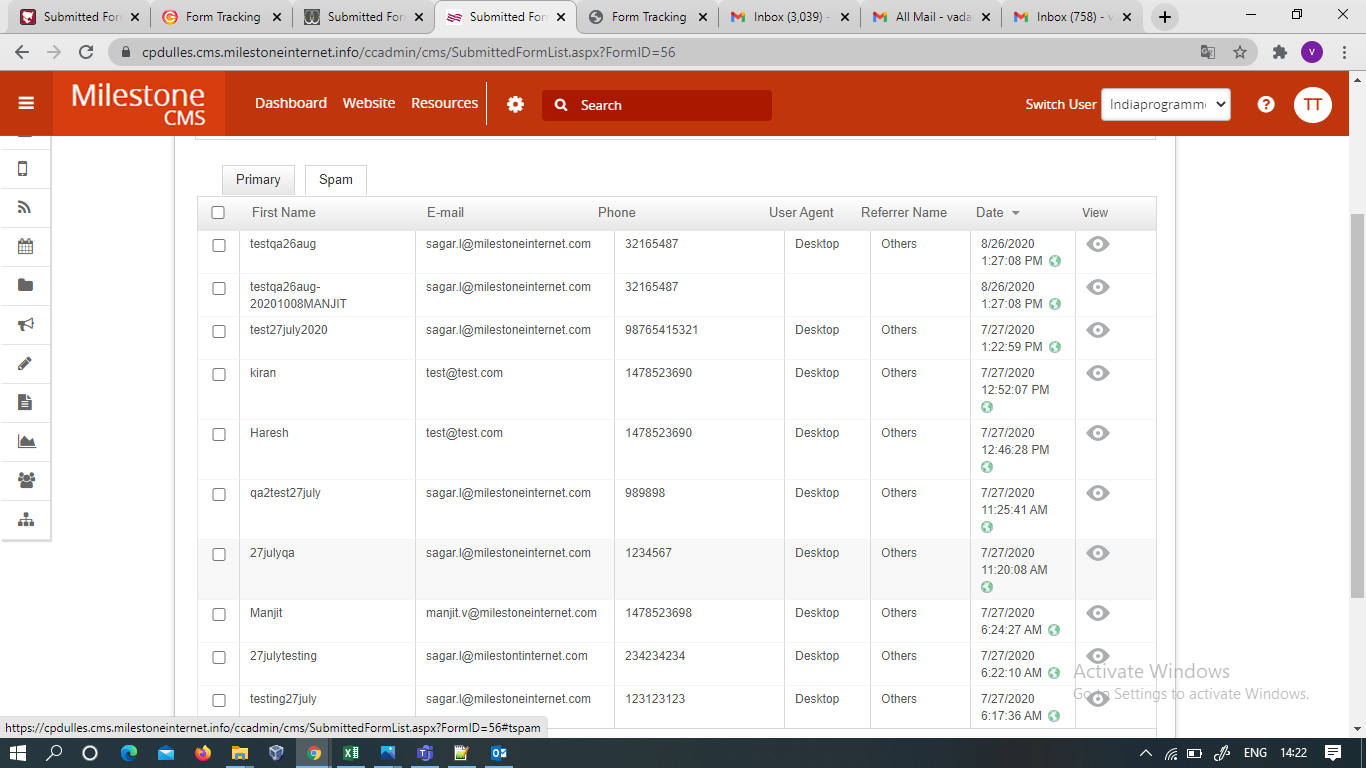 Submitted For
Form Tracking
Submitted For
Submitted For
Form Tracking
Inbox (3,039) -
All Mail - vada
Inbox (758) - v
cpdulles.cms.milestoneinternet.info/ccadmin/cms/SubmittedFormList.aspx?FormID=56
V
Milestone
CMS
Dashboard Website Resources
Search
Switch User
Indiaprogramm
?
TT
Primary
Spam
First Name E-mail Phone User Agent Referrer Name Date View
testqa26aug sagar.l@milestoneinternet.com 32165487 Desktop Others 8/26/2020
1:27:08 PM
testqa26aug- sagar.l@milestoneinternet.com 32165487 8/26/2020
20201008MANJIT 1:27:08 PM
test27july2020 sagar.l@milestoneinternet.com 98765415321 Desktop Others 7/27/2020
1:22:59 PM
kiran test@test.com 1478523690 Desktop Others 7/27/2020
12:52:07 PM
Haresh test@test.com 1478523690 Desktop Others 7/27/2020
12:46:28 PM
qa2test27july sagar.l@milestoneinternet.com 989898 Desktop Others 7/27/2020
11:25:41 AM
27julyqa sagar.l@milestoneinternet.com 1234567 Desktop Others 7/27/2020
11:20:08 AM
Manjit manjit.v@milestoneinternet.com 1478523698 Desktop Others 7/27/2020
6:24:27 AM
27julytesting sagar.l@milestontinternet.com 234234234 Desktop Others 7/27/2020
6:22:10 AM
testing27july sagar.l@milestoneinternet.com 123123123 Desktop Others 7/27/2020
6:17:36 AM
Activate Windows
Go to Settings to activate Windows.
https://cpdulles.cms.milestoneinternet.info/ccadmin/cms/SubmittedFormList.aspx?FormID=56#tspam
ENG 14:22